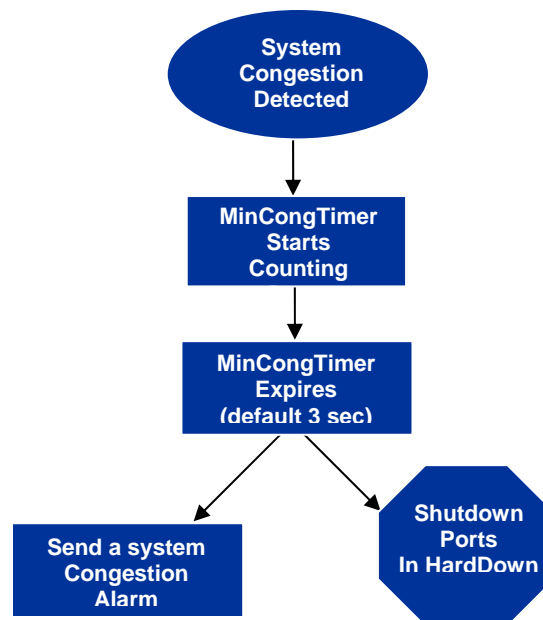 System
Congestion
Detected
MinCongTimer
Starts
Counting
MinCongTimer
Expires
(default 3 sec)
Send a system
Congestion
Alarm
Shutdown
Ports
In HardDown